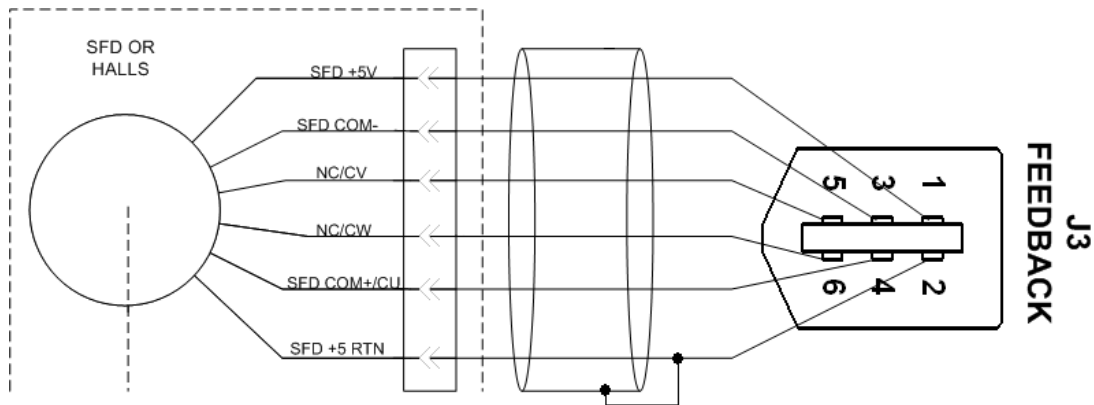 SFD OR
HALLS
SFD +5V
SFD COM-
NC/CV
NC/CW
SFD COM+/CU
SFD +5 RTN
5 3 1
6 4 2
J3
FEEDBACK